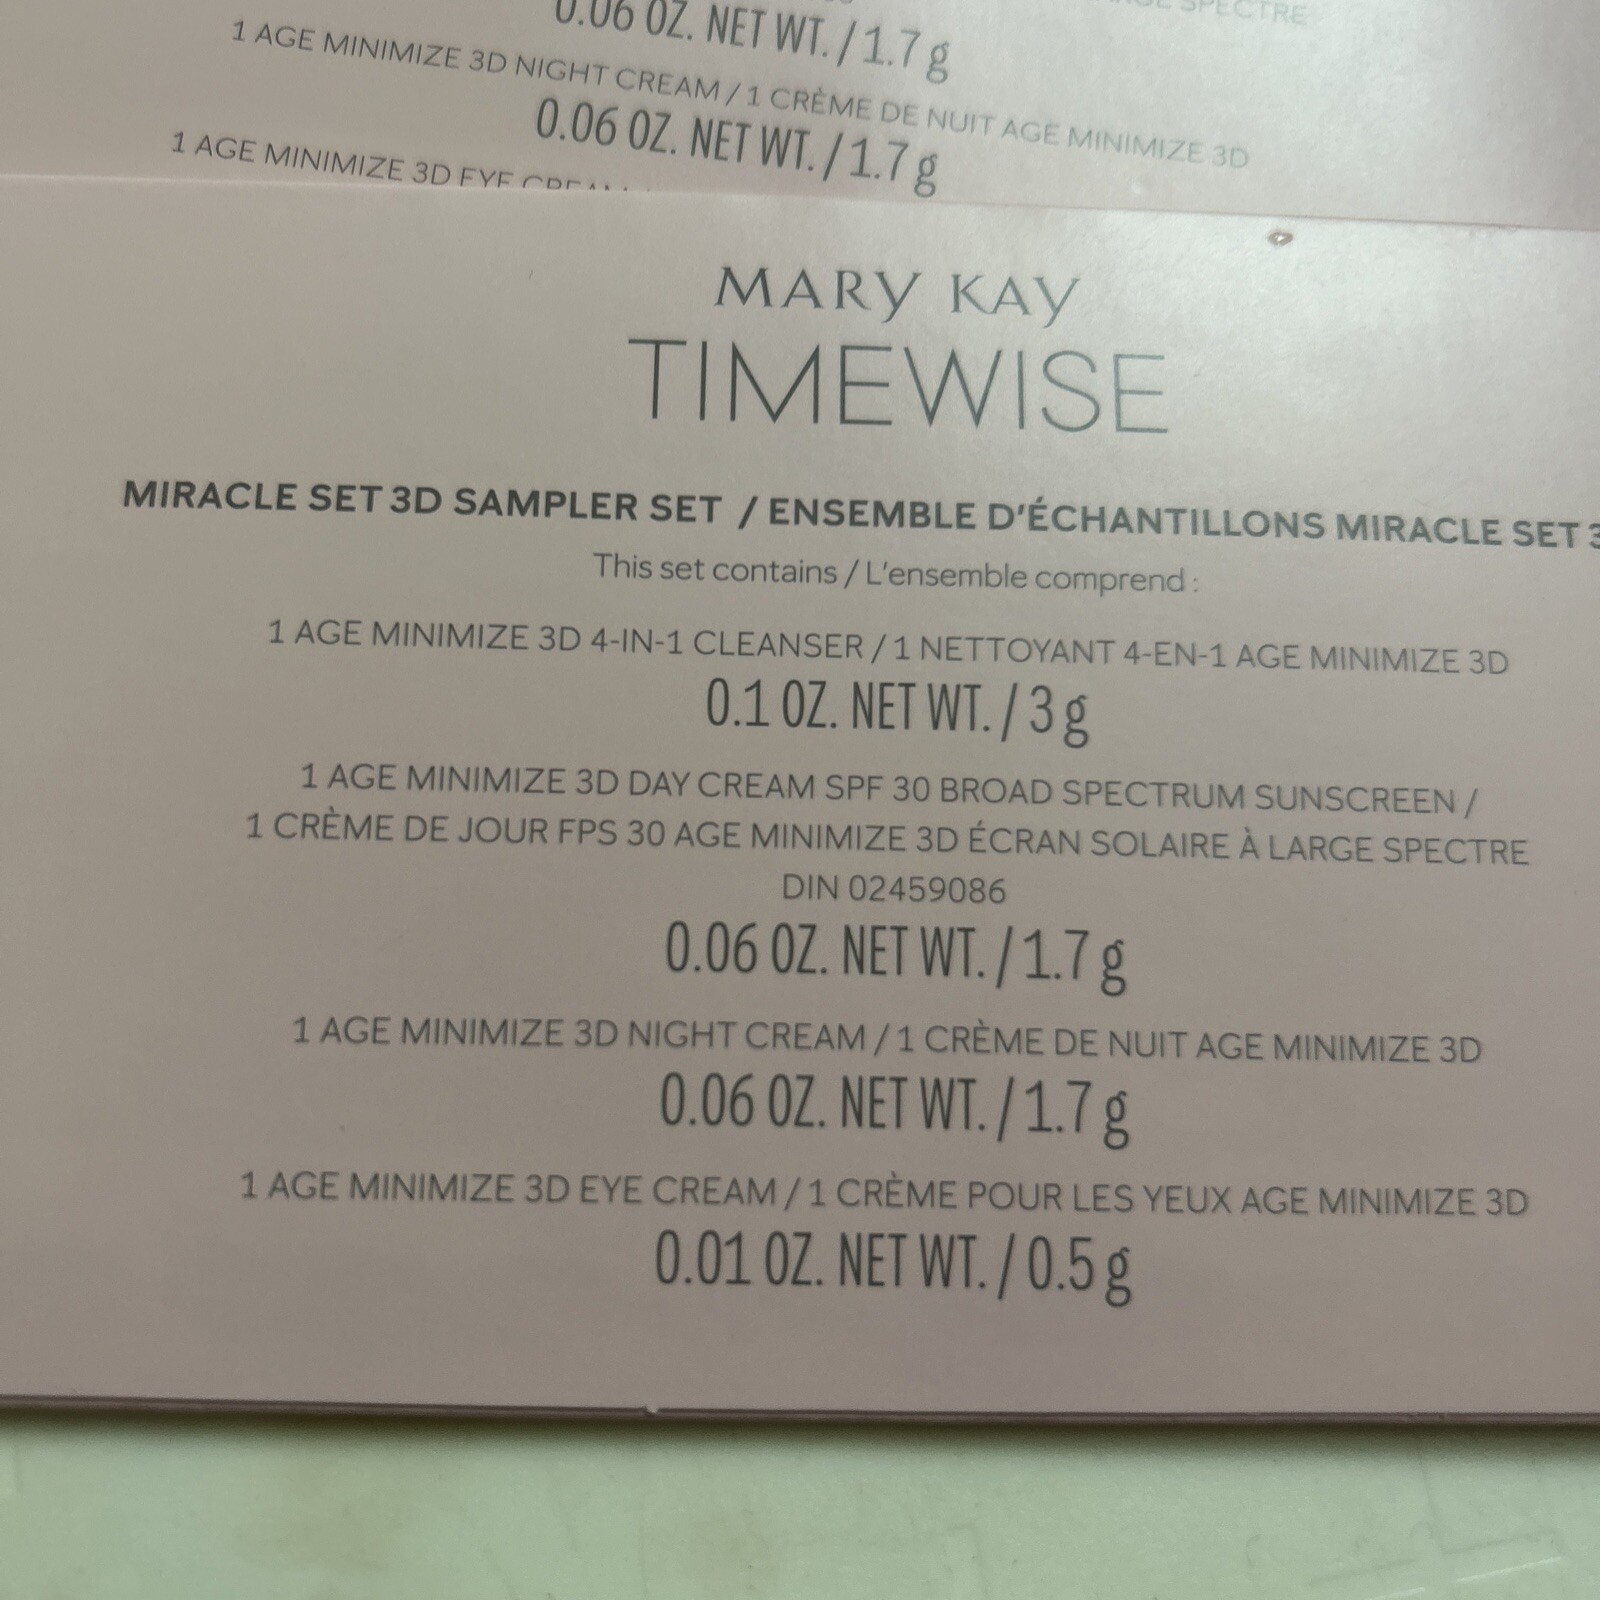 SPECTRE
0.06 OZ. NET WT. / 1.7 g
1 AGE MINIMIZE 3D NIGHT CREAM / 1 CRÈME DE NUIT AGE MINIMIZE 3D
0.06 OZ. NET WT. / 1.7 g
1 AGE MINIMIZE 3D EYE CREAM
MARY KAY
TIMEWISE
MIRACLE SET 3D SAMPLER SET / ENSEMBLE D'ÉCHANTILLONS MIRACLE SET 3
This set contains / L'ensemble comprend :
1 AGE MINIMIZE 3D 4-IN-1 CLEANSER / 1 NETTOYANT 4-EN-1 AGE MINIMIZE 3D
0.1 OZ. NET WT. / 3 g
1 AGE MINIMIZE 3D DAY CREAM SPF 30 BROAD SPECTRUM SUNSCREEN /
1 CRÈME DE JOUR FPS 30 AGE MINIMIZE 3D ÉCRAN SOLAIRE À LARGE SPECTRE
DIN 02459086
0.06 OZ. NET WT. / 1.7 g
1 AGE MINIMIZE 3D NIGHT CREAM / 1 CRÈME DE NUIT AGE MINIMIZE 3D
0.06 OZ. NET WT. / 1.7 g
1 AGE MINIMIZE 3D EYE CREAM / 1 CRÈME POUR LES YEUX AGE MINIMIZE 3D
0.01 OZ. NET WT. / 0.5 g